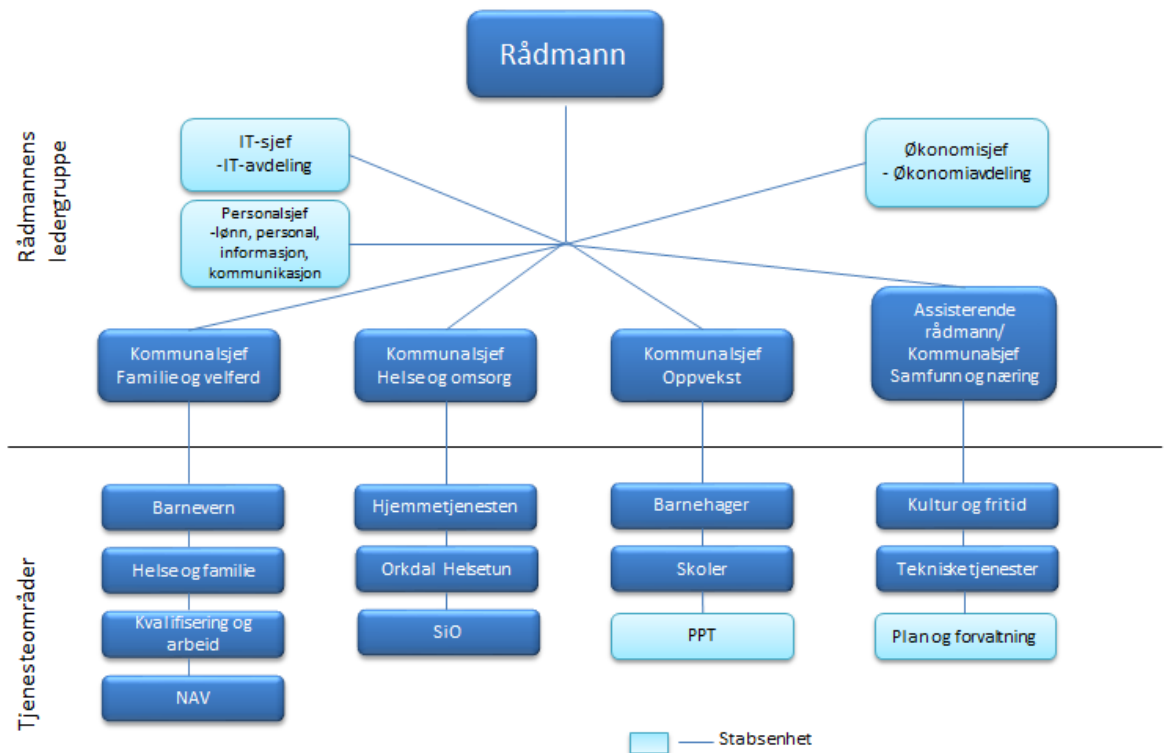 Rådmann
Rådmannens
ledergruppe
IT-sjef
-IT-avdeling
Økonomisjef
- Økonomiavdeling
Personalsjef
-lønn, personal,
informasjon,
kommunikasjon
Kommunalsjef
Familie og velferd
Kommunalsjef
Helse og omsorg
Kommunalsjef
Oppvekst
Assisterende
rådmann/
Kommunalsjef
Samfunn og næring
Tjenesteområder
Barnevern
Helse og familie
Kvalifisering og
arbeid
NAV
Hjemmetjenesten
Orkdal Helsetun
SiO
Barnehager
Skoler
PPT
Kultur og fritid
Tekniske tjenester
Plan og forvaltning
Stabsenhet